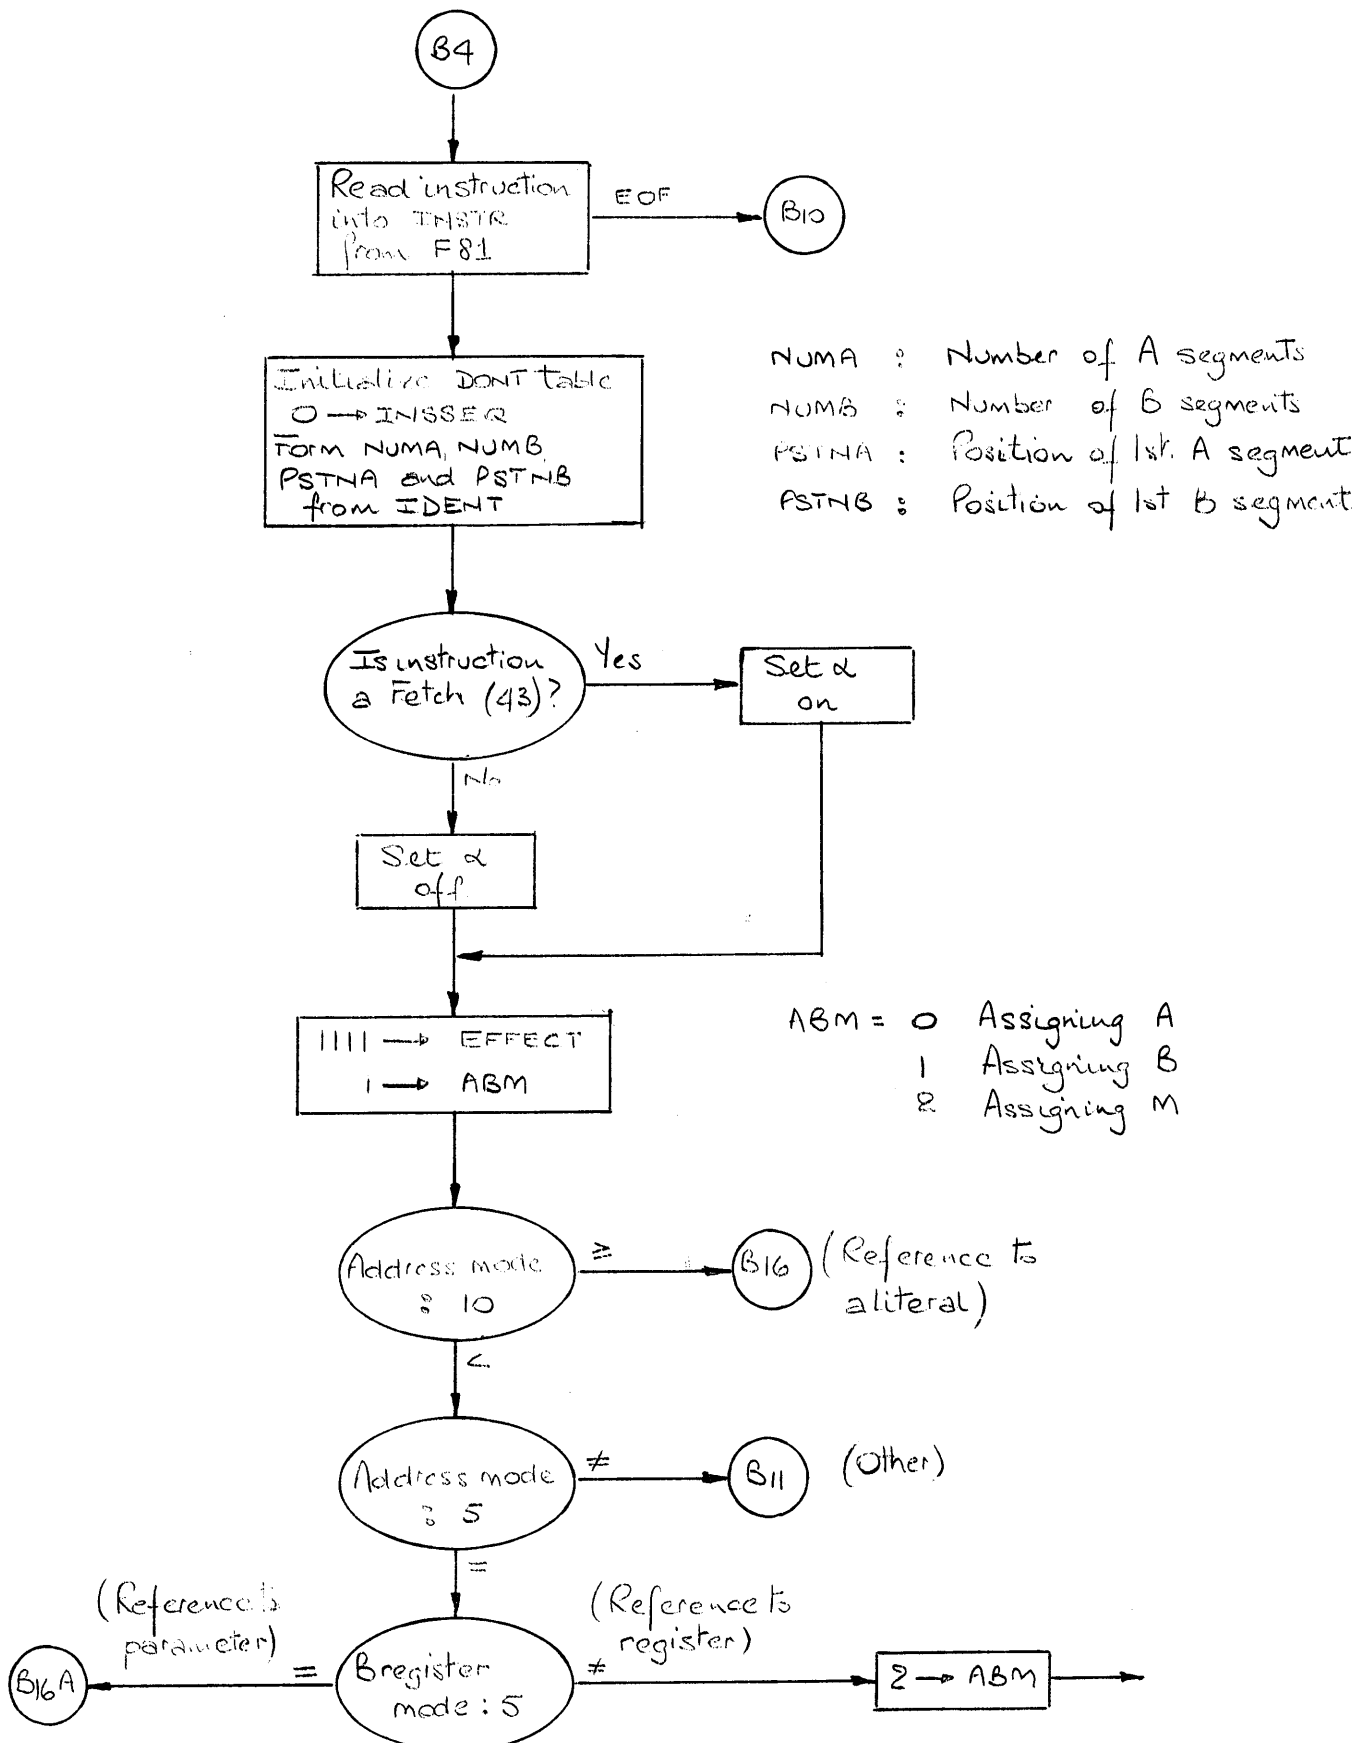 B4
Read instruction
into INSTR
from F81
EOF
B10
Initialize DONT table
0 → INSSER
Form NUMA, NUMB,
PSTNA and PSTNB
from IDENT
NUMA : Number of A segments
NUMB : Number of B segments
PSTNA : Position of 1st. A segment
PSTNB : Position of 1st B segment
Is instruction
a Fetch (43)?
Yes
Set α
on
No
Set α
off
1111 → EFFECT
1 → ABM
ABM = 0 Assigning A
1 Assigning B
2 Assigning M
Address mode
: 10
≥
B16
(Reference to
a literal)
<
Address mode
: 5
≠
B11
(Other)
=
(Reference to
parameter)
(Reference to
register)
B16A
=
B register
mode : 5
≠
2 → ABM